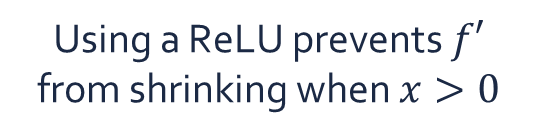 Using a ReLU prevents f′
from shrinking when x > 0